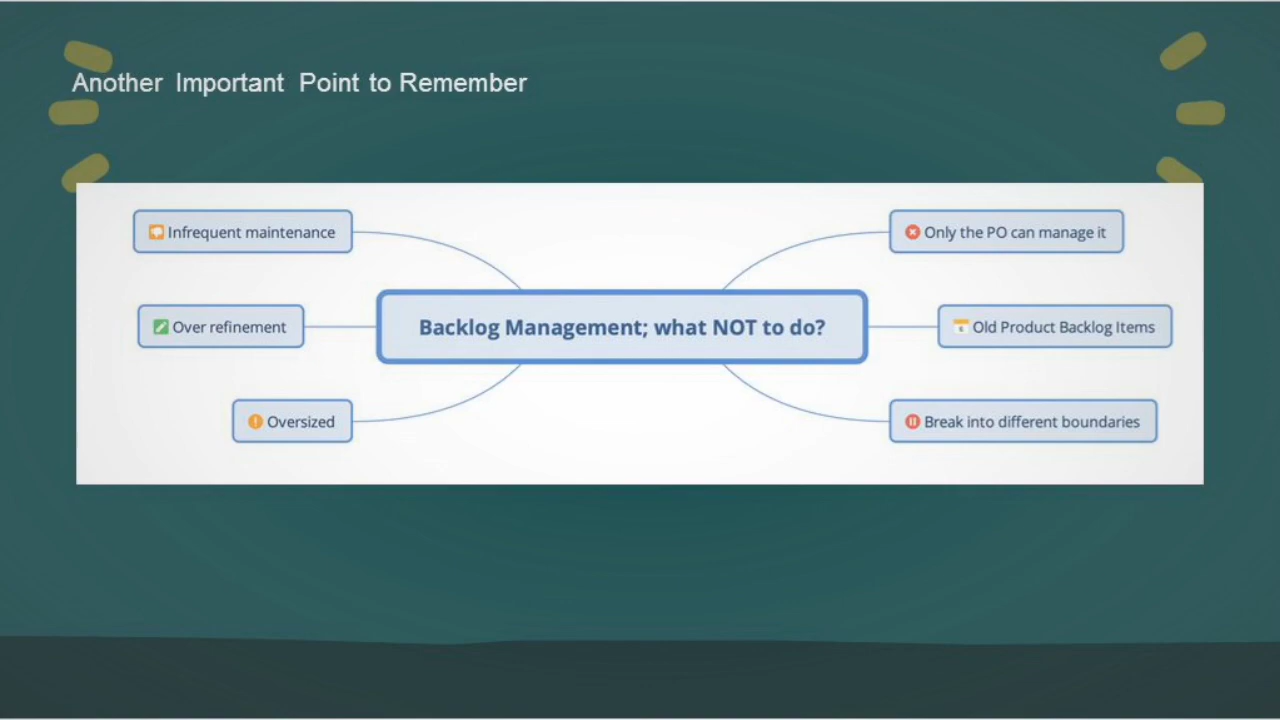 Another Important Point to Remember
Infrequent maintenance
Only the PO can manage it
Over refinement
Backlog Management; what NOT to do?
Old Product Backlog Items
Oversized
Break into different boundaries